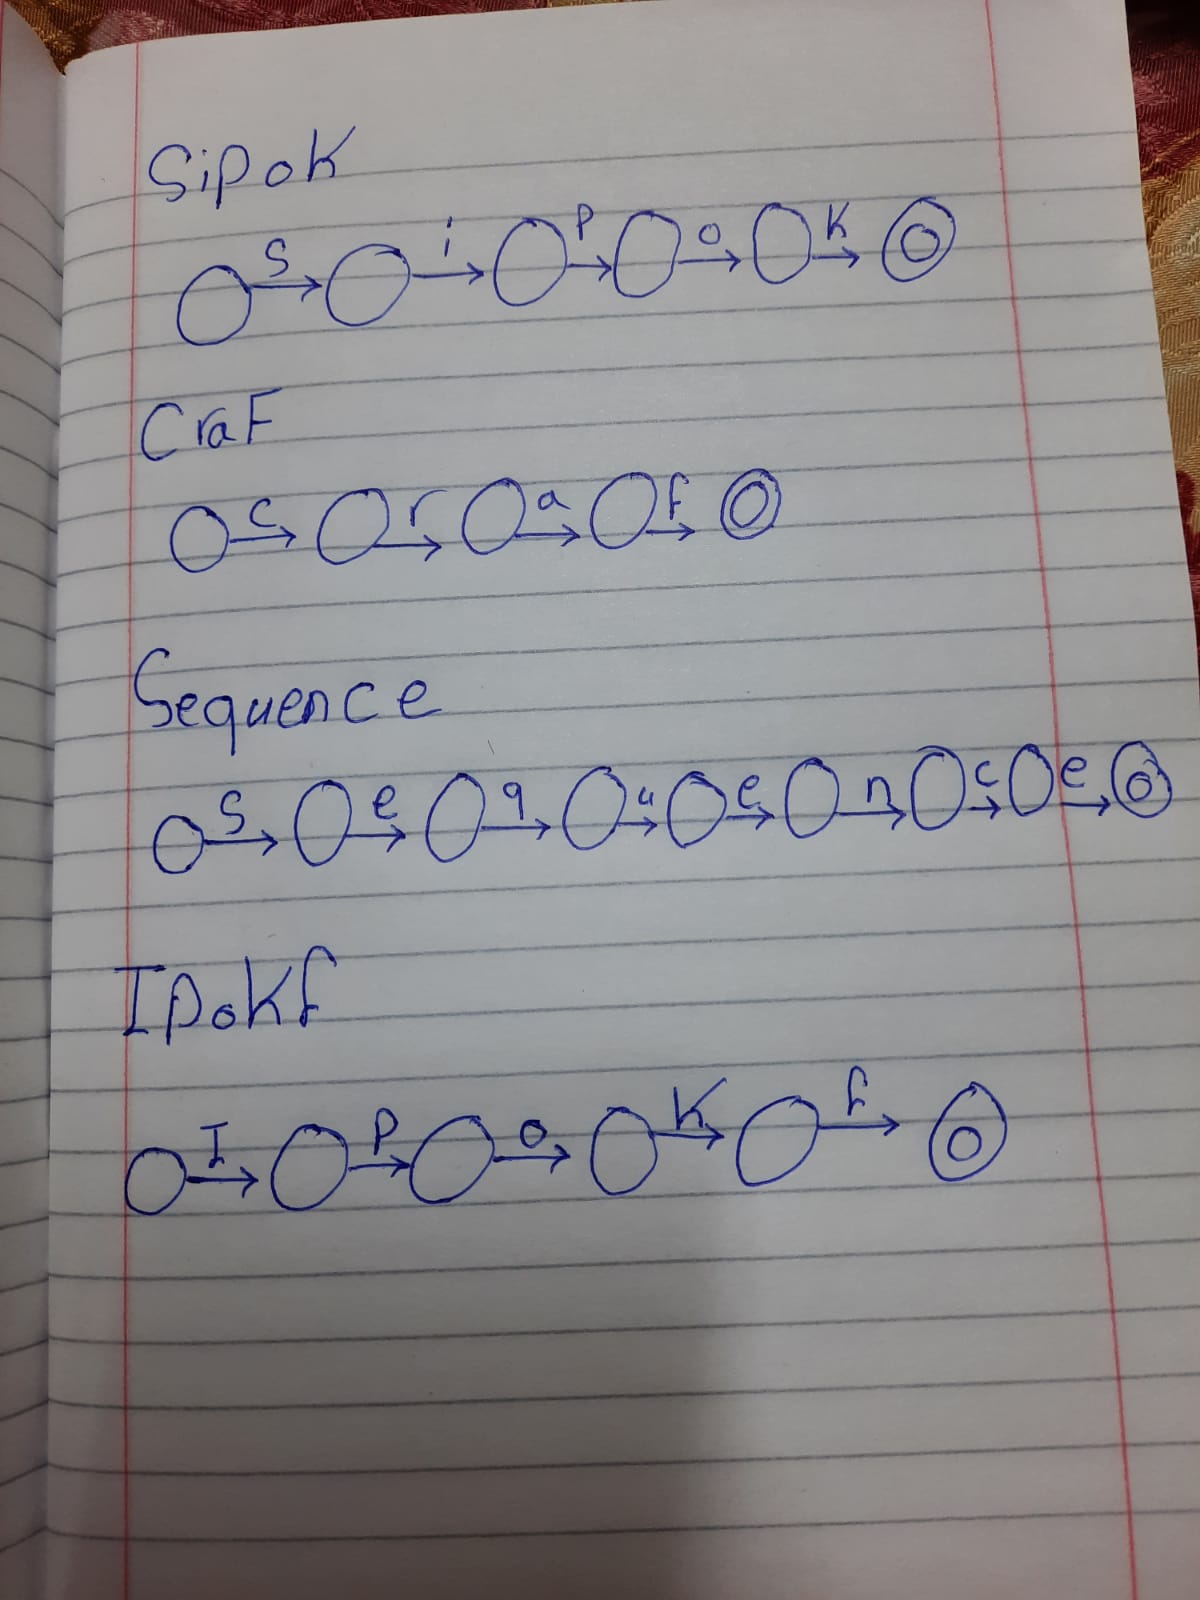 Sipok
S i P o K
CraF
c r a f
Sequence
S e q u e n c e
Ipokf
I P o K f